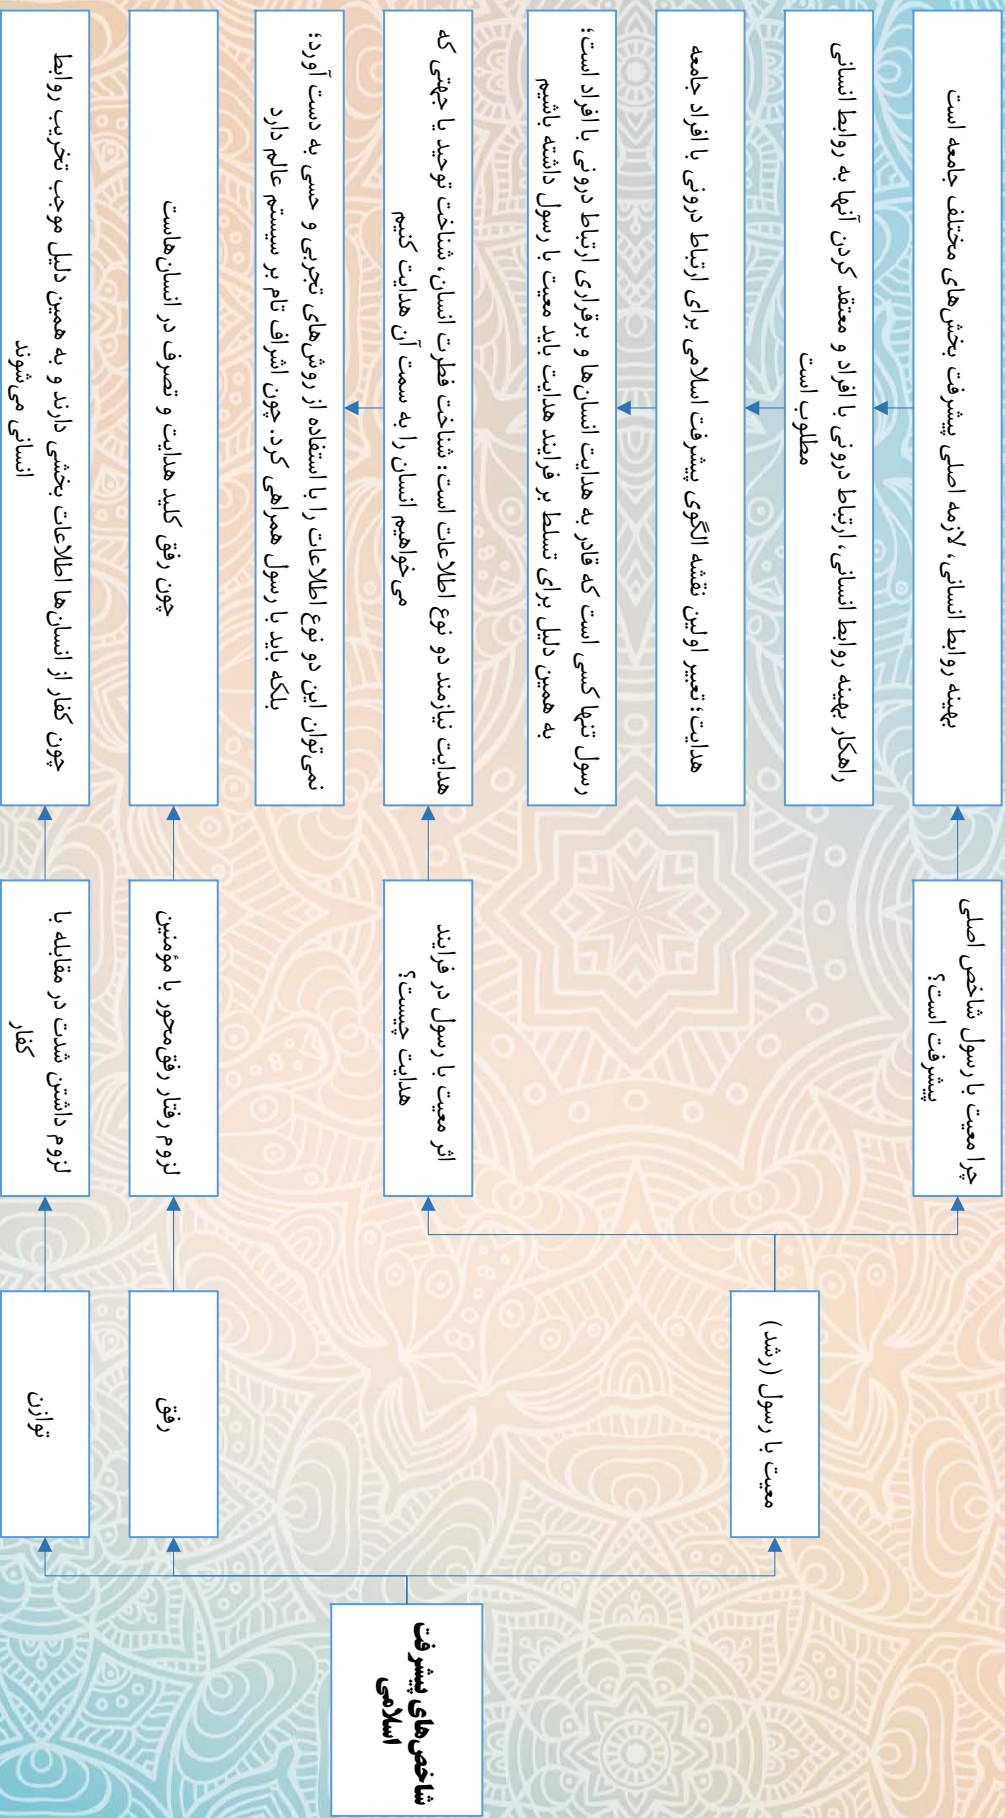 شاخص‌های پیشرفت
اسلامی
معیت با رسول (رشد)
چرا معیت با رسول شاخص اصلی
پیشرفت است؟
بهینه روابط انسانی، لازمه اصلی پیشرفت بخش‌های مختلف جامعه است
راهکار بهینه روابط انسانی، ارتباط درونی با افراد و معتقد کردن آنها به روابط انسانی
مطلوب است
هدایت؛ تعبیر اولین نقشه الگوی پیشرفت اسلامی برای ارتباط درونی با افراد جامعه
رسول تنها کسی است که قادر به هدایت انسان‌ها و برقراری ارتباط درونی با افراد است؛
به همین دلیل برای تسلط بر فرایند هدایت باید معیت با رسول داشته باشیم
اثر معیت با رسول در فرایند
هدایت چیست؟
هدایت نیازمند دو نوع اطلاعات است: شناخت فطرت انسان، شناخت توحید یا جهتی که
می‌خواهیم انسان را به سمت آن هدایت کنیم
نمی‌توان این دو نوع اطلاعات را با استفاده از روش‌های تجربی و حسی به دست آورد؛
بلکه باید با رسول همراهی کرد. چون اشراف تام بر سیستم عالم دارد
رفق
لزوم رفتار رفق‌محور با مؤمنین
چون رفق کلید هدایت و تصرف در انسان‌هاست
توازن
لزوم داشتن شدت در مقابله با
کفار
چون کفار از انسان‌ها اطلاعات بخشی دارند و به همین دلیل موجب تخریب روابط
انسانی می‌شوند